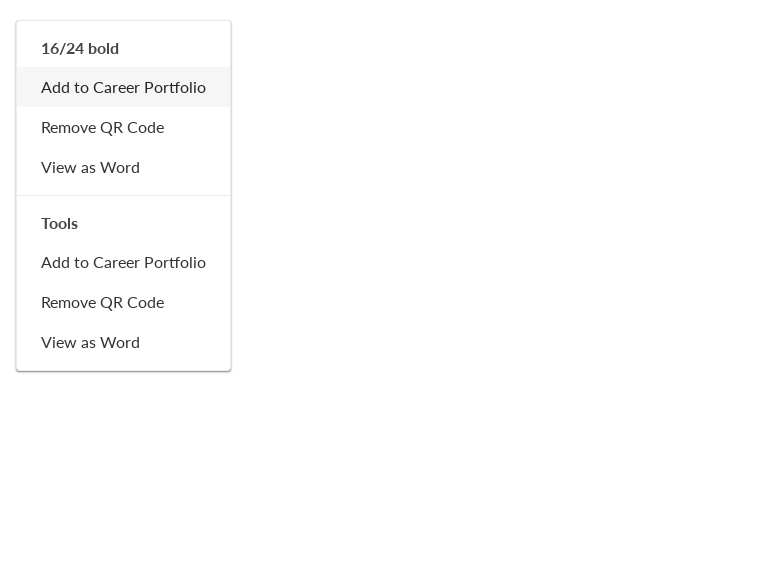 16/24 bold
Add to Career Portfolio
Remove QR Code
View as Word
Tools
Add to Career Portfolio
Remove QR Code
View as Word